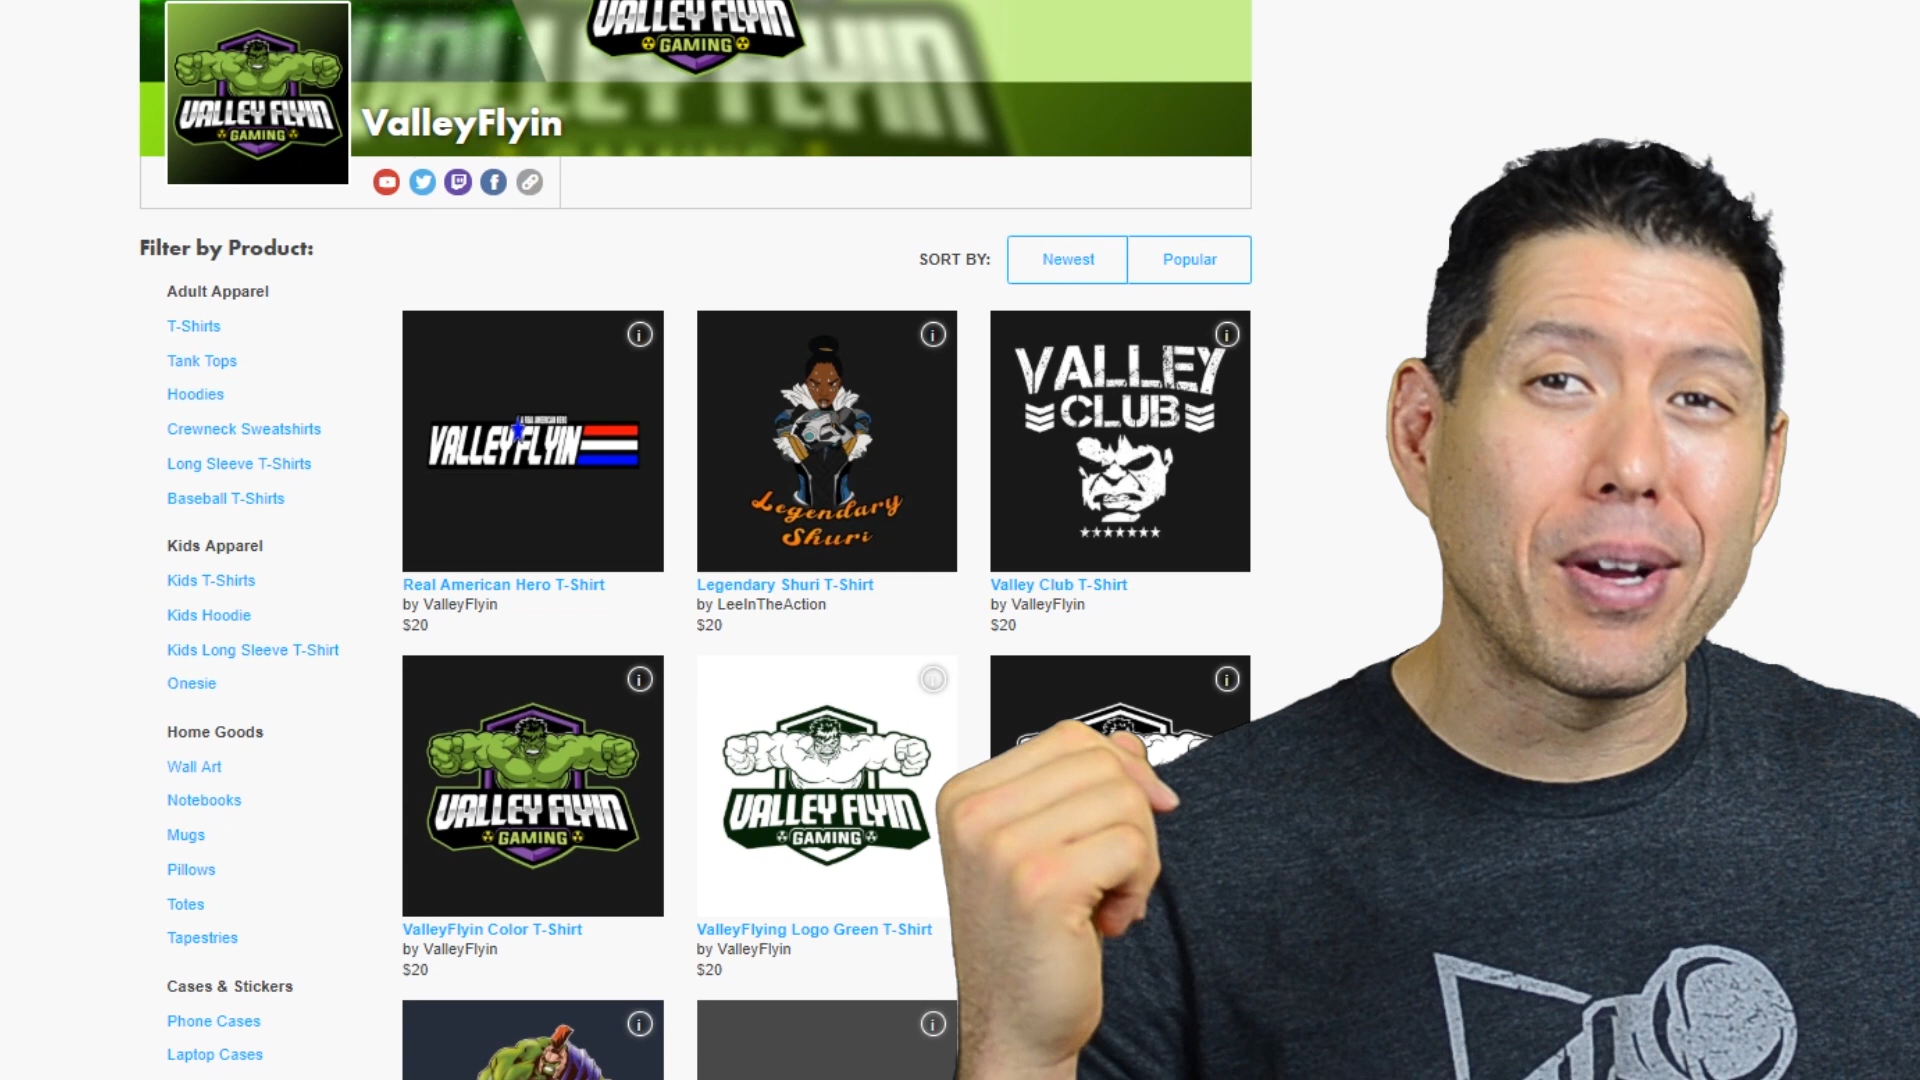 VALLEY FLYIN
GAMING
VALLEY FLYIN
GAMING
ValleyFlyin
Filter by Product:
SORT BY:
Newest
Popular
Adult Apparel
T-Shirts
Tank Tops
Hoodies
Crewneck Sweatshirts
Long Sleeve T-Shirts
Baseball T-Shirts
Kids Apparel
Kids T-Shirts
Kids Hoodie
Kids Long Sleeve T-Shirt
Onesie
Home Goods
Wall Art
Notebooks
Mugs
Pillows
Totes
Tapestries
Cases & Stickers
Phone Cases
Laptop Cases
A REAL AMERICAN HERO
VALLEY FLYIN
Real American Hero T-Shirt
by ValleyFlyin
$20
Legendary
Shuri
Legendary Shuri T-Shirt
by LeeInTheAction
$20
VALLEY
CLUB
Valley Club T-Shirt
by ValleyFlyin
$20
VALLEY FLYIN
GAMING
ValleyFlyin Color T-Shirt
by ValleyFlyin
$20
VALLEY FLYIN
GAMING
ValleyFlying Logo Green T-Shirt
by ValleyFlyin
$20